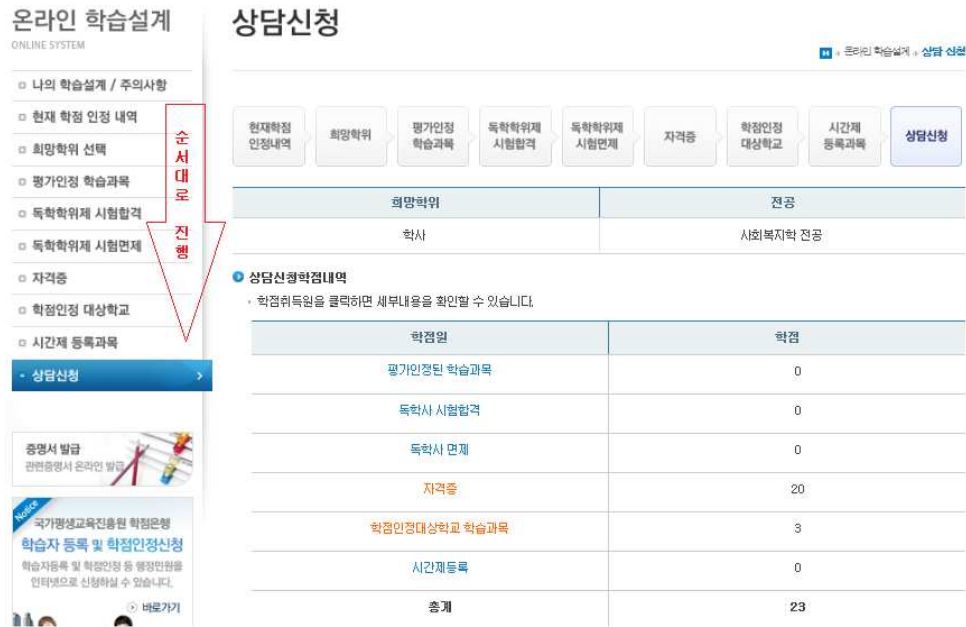 온라인 학습설계
ONLINE SYSTEM
나의 학습설계 / 주의사항
현재 학점 인정 내역
희망학위 선택
평가인정 학습과목
독학학위제 시험합격
독학학위제 시험면제
자격증
학점인정 대상학교
시간제 등록과목
상담신청
순서대로 진행
증명서 발급
관련증명서 온라인 발급
Notice
국가평생교육진흥원 학점은행
학습자 등록 및 학점인정신청
학습자등록 및 학점인정 등 행정민원을
인터넷으로 신청하실 수 있습니다.
바로가기
상담신청
H » 온라인 학습설계 » 상담 신청
현재학점
인정내역
희망학위
평가인정
학습과목
독학학위제
시험합격
독학학위제
시험면제
자격증
학점인정
대상학교
시간제
등록과목
상담신청
희망학위 전공
학사 사회복지학 전공
상담신청학점내역
학점취득원을 클릭하면 세부내용을 확인할 수 있습니다.
학점원 학점
평가인정된 학습과목 0
독학사 시험합격 0
독학사 면제 0
자격증 20
학점인정대상학교 학습과목 3
시간제등록 0
총계 23